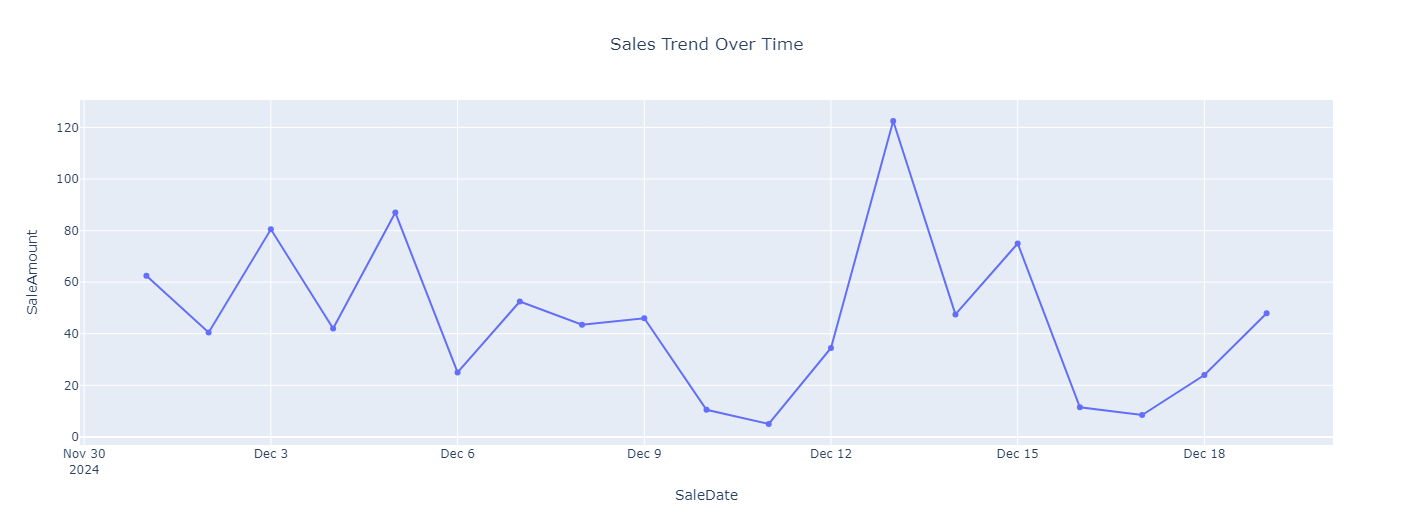 Sales Trend Over Time
SaleAmount
120
100
80
60
40
20
0
Nov 30
2024
Dec 3
Dec 6
Dec 9
Dec 12
Dec 15
Dec 18
SaleDate